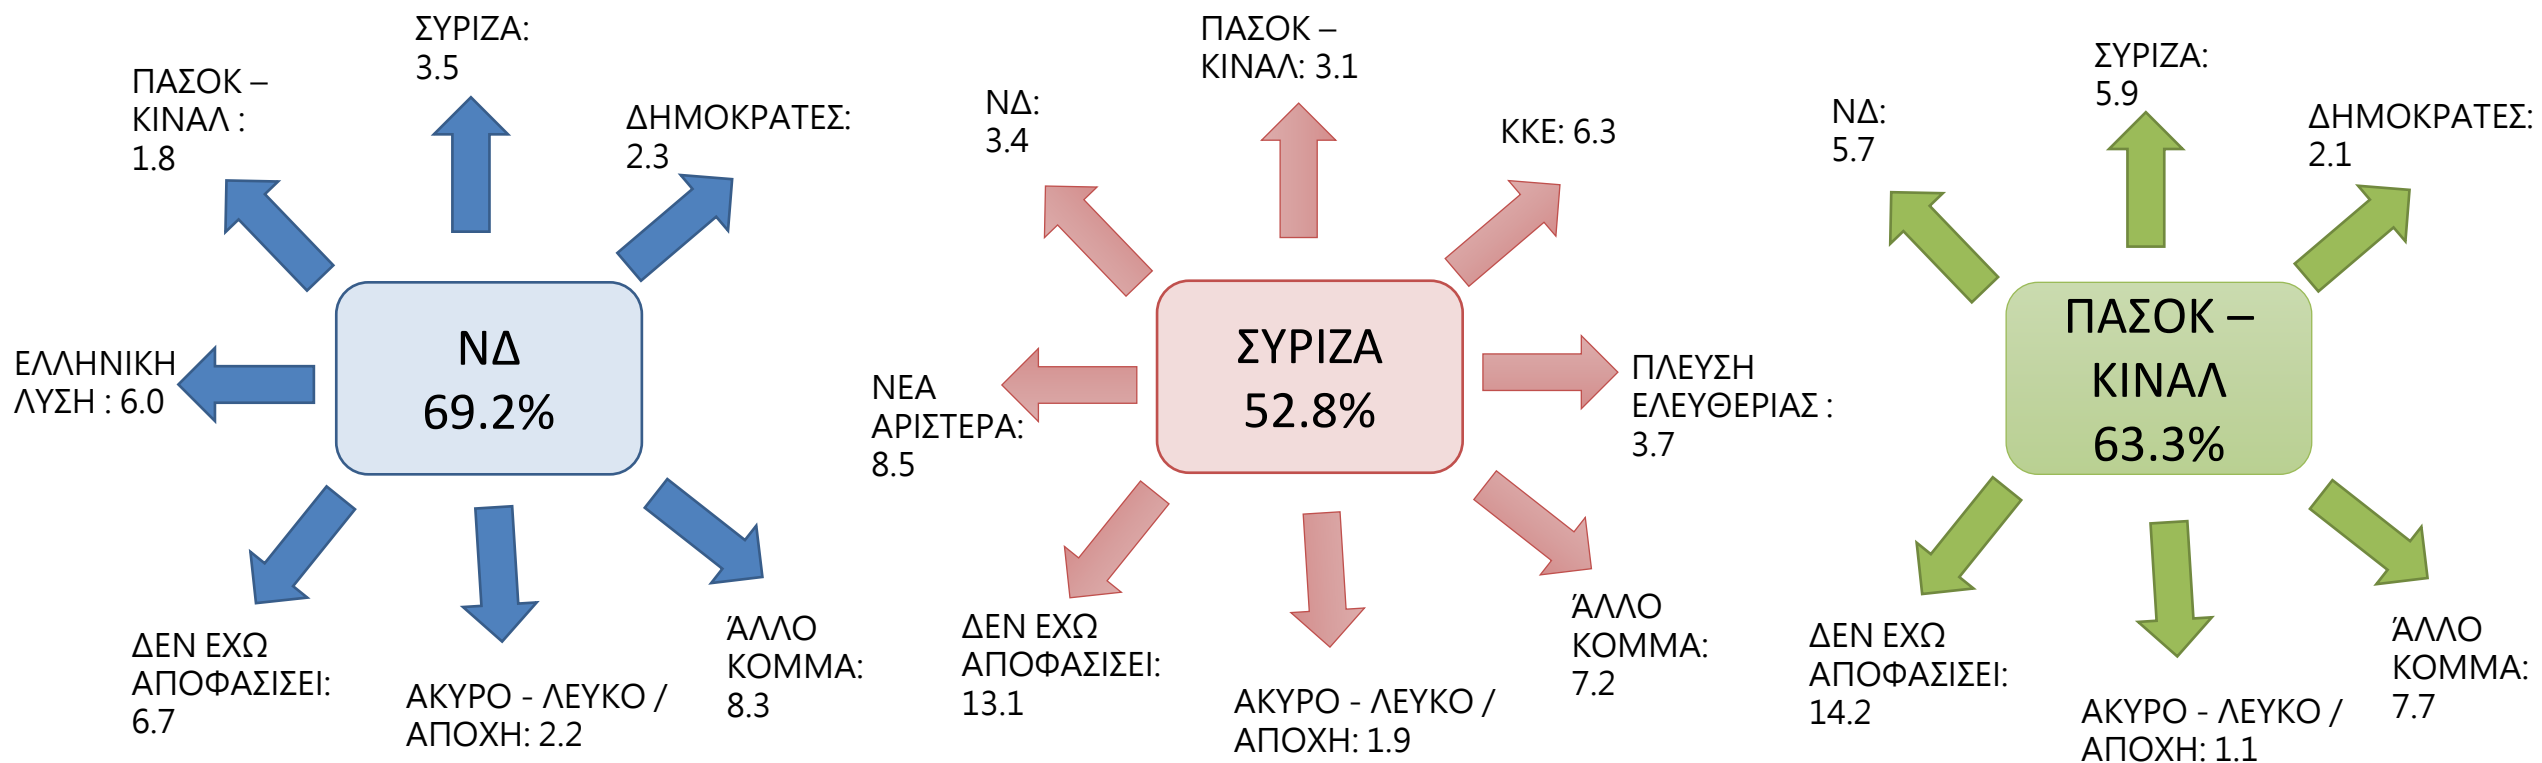 ΣΥΡΙΖΑ:
3.5
ΠΑΣΟΚ –
ΚΙΝΑΛ :
1.8
ΔΗΜΟΚΡΑΤΕΣ:
2.3
ΕΛΛΗΝΙΚΗ
ΛΥΣΗ : 6.0
ΝΔ
69.2%
ΔΕΝ ΕΧΩ
ΑΠΟΦΑΣΙΣΕΙ:
6.7
ΑΚΥΡΟ - ΛΕΥΚΟ /
ΑΠΟΧΗ: 2.2
ΆΛΛΟ
ΚΟΜΜΑ:
8.3
ΠΑΣΟΚ –
ΚΙΝΑΛ: 3.1
ΝΔ:
3.4
ΚΚΕ: 6.3
ΝΕΑ
ΑΡΙΣΤΕΡΑ:
8.5
ΣΥΡΙΖΑ
52.8%
ΠΛΕΥΣΗ
ΕΛΕΥΘΕΡΙΑΣ :
3.7
ΔΕΝ ΕΧΩ
ΑΠΟΦΑΣΙΣΕΙ:
13.1
ΑΚΥΡΟ - ΛΕΥΚΟ /
ΑΠΟΧΗ: 1.9
ΆΛΛΟ
ΚΟΜΜΑ:
7.2
ΣΥΡΙΖΑ:
5.9
ΝΔ:
5.7
ΔΗΜΟΚΡΑΤΕΣ:
2.1
ΠΑΣΟΚ –
ΚΙΝΑΛ
63.3%
ΔΕΝ ΕΧΩ
ΑΠΟΦΑΣΙΣΕΙ:
14.2
ΑΚΥΡΟ - ΛΕΥΚΟ /
ΑΠΟΧΗ: 1.1
ΆΛΛΟ
ΚΟΜΜΑ:
7.7